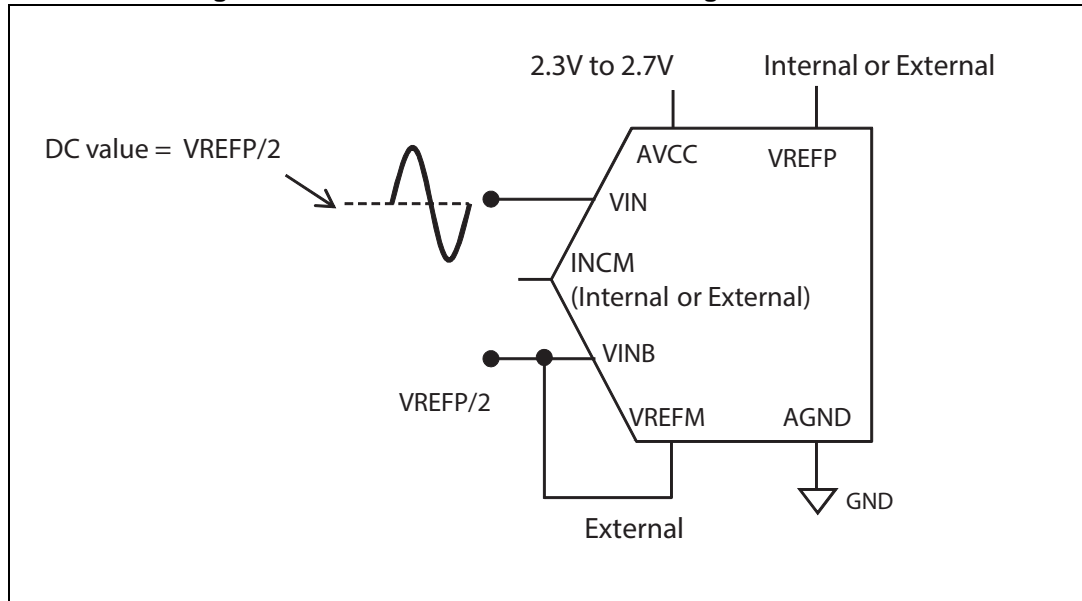 2.3V to 2.7V
Internal or External
DC value = VREFP/2
AVCC
VREFP
VIN
INCM
(Internal or External)
VINB
VREFP/2
VREFM
AGND
GND
External